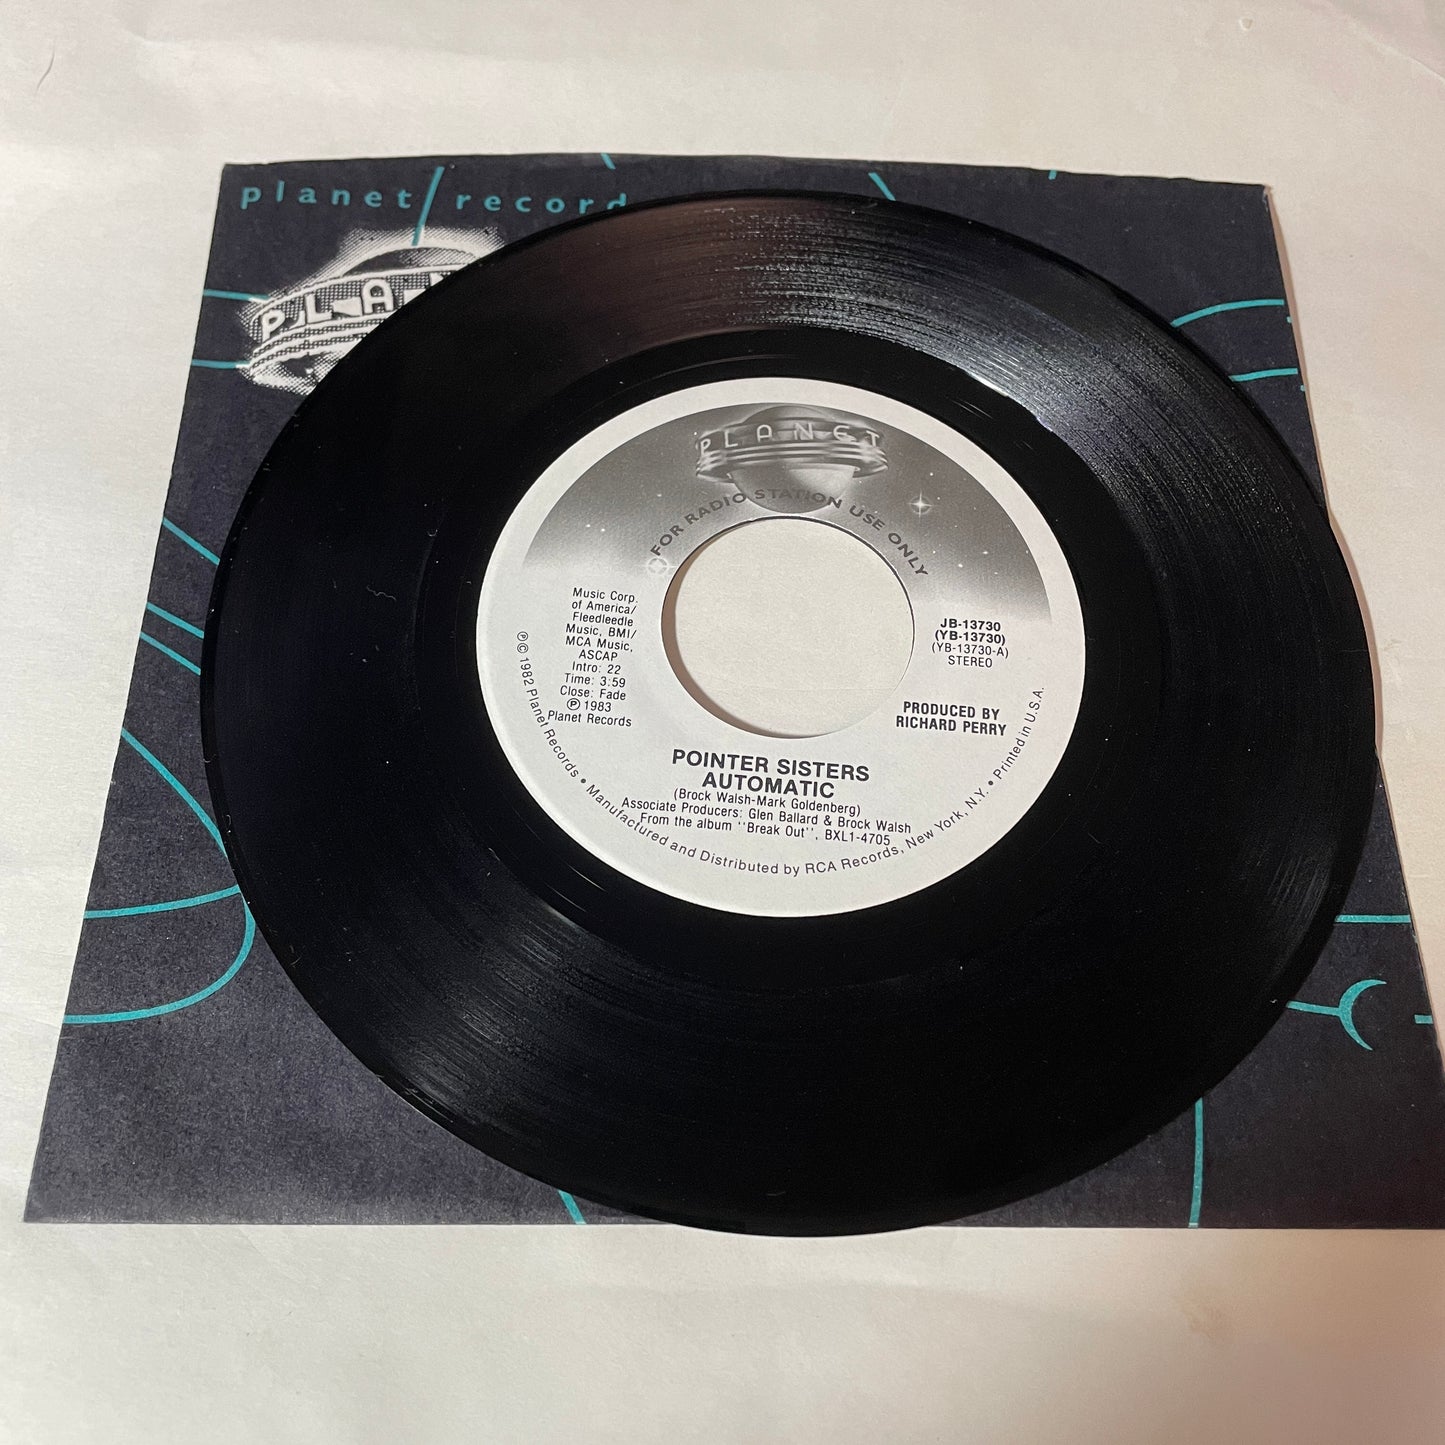 planet/record
PLA
PLANET
FOR RADIO STATION USE ONLY
Music Corp.
of America/
Fleedleedle
Music, BMI/
MCA Music,
ASCAP
Intro: 22
Time: 3:59
Close: Fade
℗ 1983
Planet Records
JB-13730
(YB-13730)
(YB-13730-A)
STEREO
PRODUCED BY
RICHARD PERRY
POINTER SISTERS
AUTOMATIC
(Brock Walsh-Mark Goldenberg)
Associate Producers: Glen Ballard & Brock Walsh
From the album "Break Out", BXL1-4705
℗ © 1982 Planet Records • Manufactured and Distributed by RCA Records, New York, N.Y. • Printed in U.S.A.